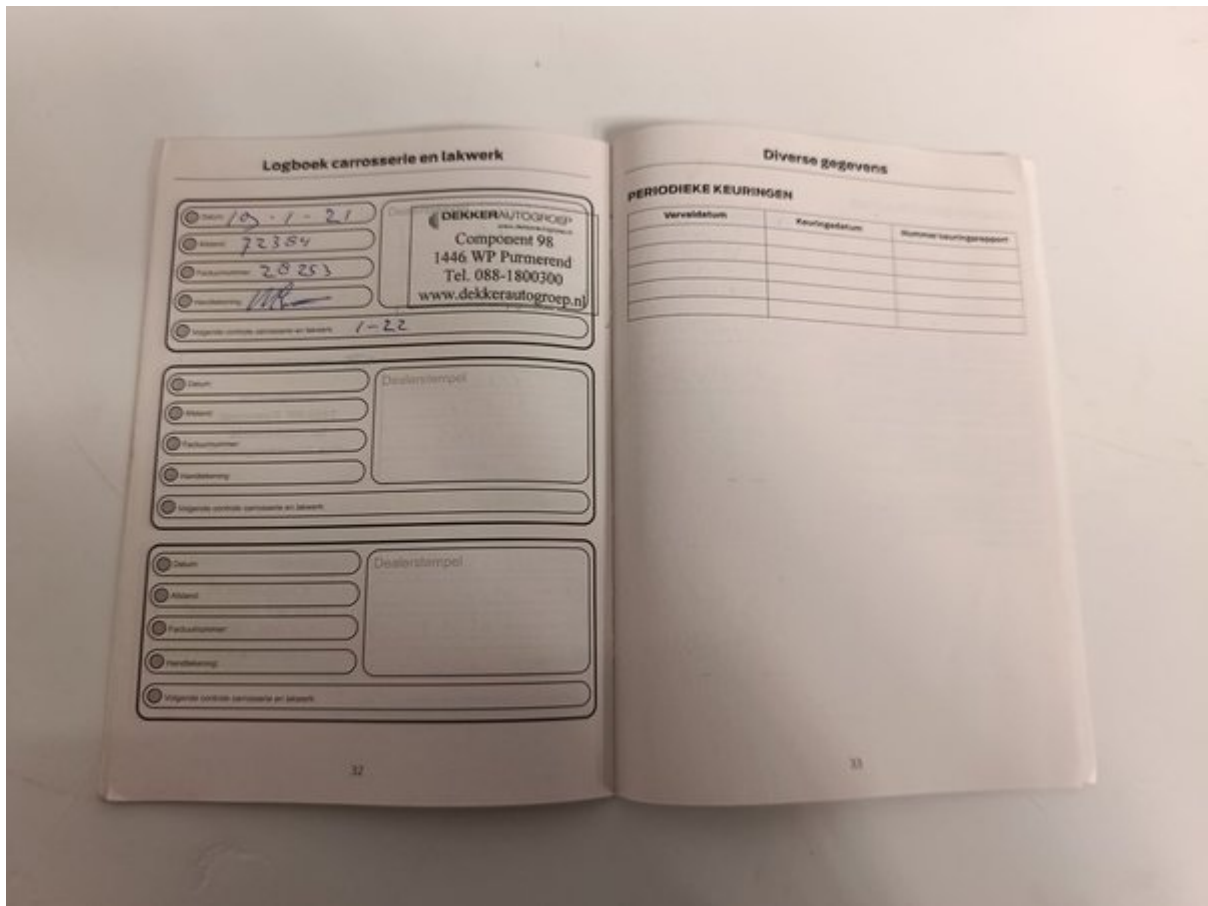 Logboek carrosserie en lakwerk
Datum: 19-1-21
Afstand: 72384
Factuurnummer: 28253
Handtekening:
Volgende controle carrosserie en lakwerk: 1-22
DEKKERAUTOGROEP
Component 98
1446 WP Purmerend
Tel. 088-1800300
www.dekkerautogroep.nl
Datum:
Afstand:
Factuurnummer:
Handtekening:
Volgende controle carrosserie en lakwerk:
Dealerstempel
Datum:
Afstand:
Factuurnummer:
Handtekening:
Volgende controle carrosserie en lakwerk:
Dealerstempel
32
Diverse gegevens
PERIODIEKE KEURINGEN
Vervaldatum Keuringsdatum Nummer keuringsrapport
33